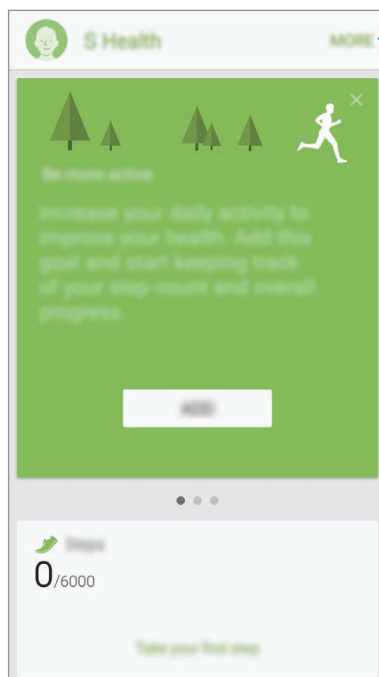 S Health
MORE
Be more active
Increase your daily activity to
improve your health. Add this
goal and start keeping track
of your step count and overall
progress.
ADD
Steps
0/6000
Take your first step